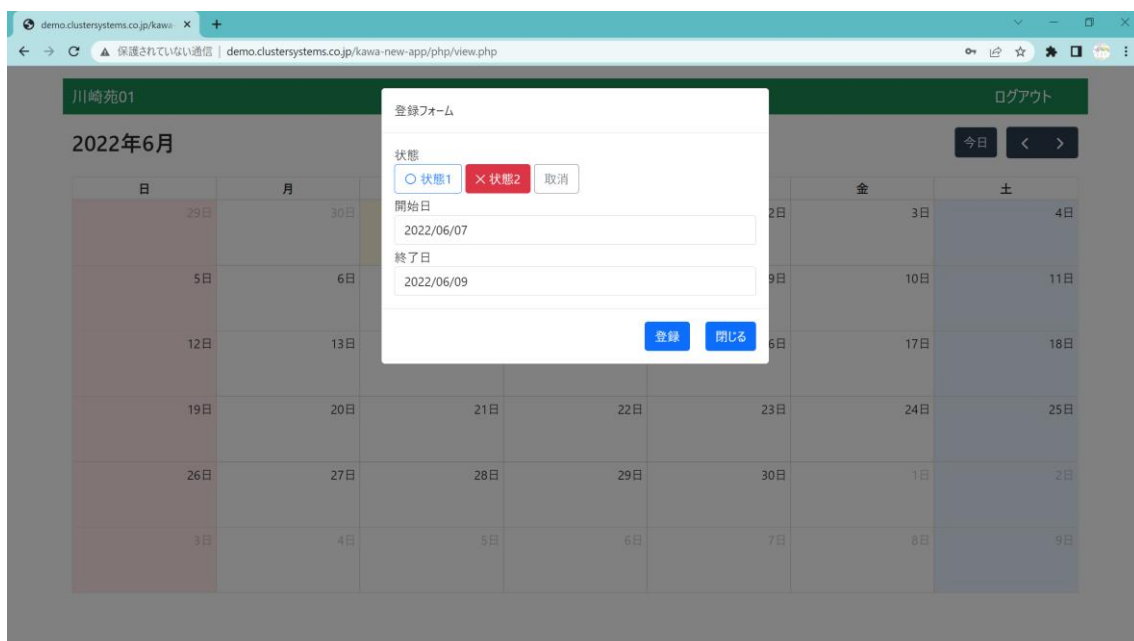 demo.clustersystems.co.jp/kawa-
保護されていない通信 | demo.clustersystems.co.jp/kawa-new-app/php/view.php
川崎苑01
ログアウト
登録フォーム
2022年6月
今日
状態
○ 状態1 × 状態2 取消
開始日
2022/06/07
終了日
2022/06/09
登録 閉じる
日 月 金 土
29日 30日 2日 3日 4日
5日 6日 9日 10日 11日
12日 13日 6日 17日 18日
19日 20日 21日 22日 23日 24日 25日
26日 27日 28日 29日 30日 1日 2日
3日 4日 5日 6日 7日 8日 9日